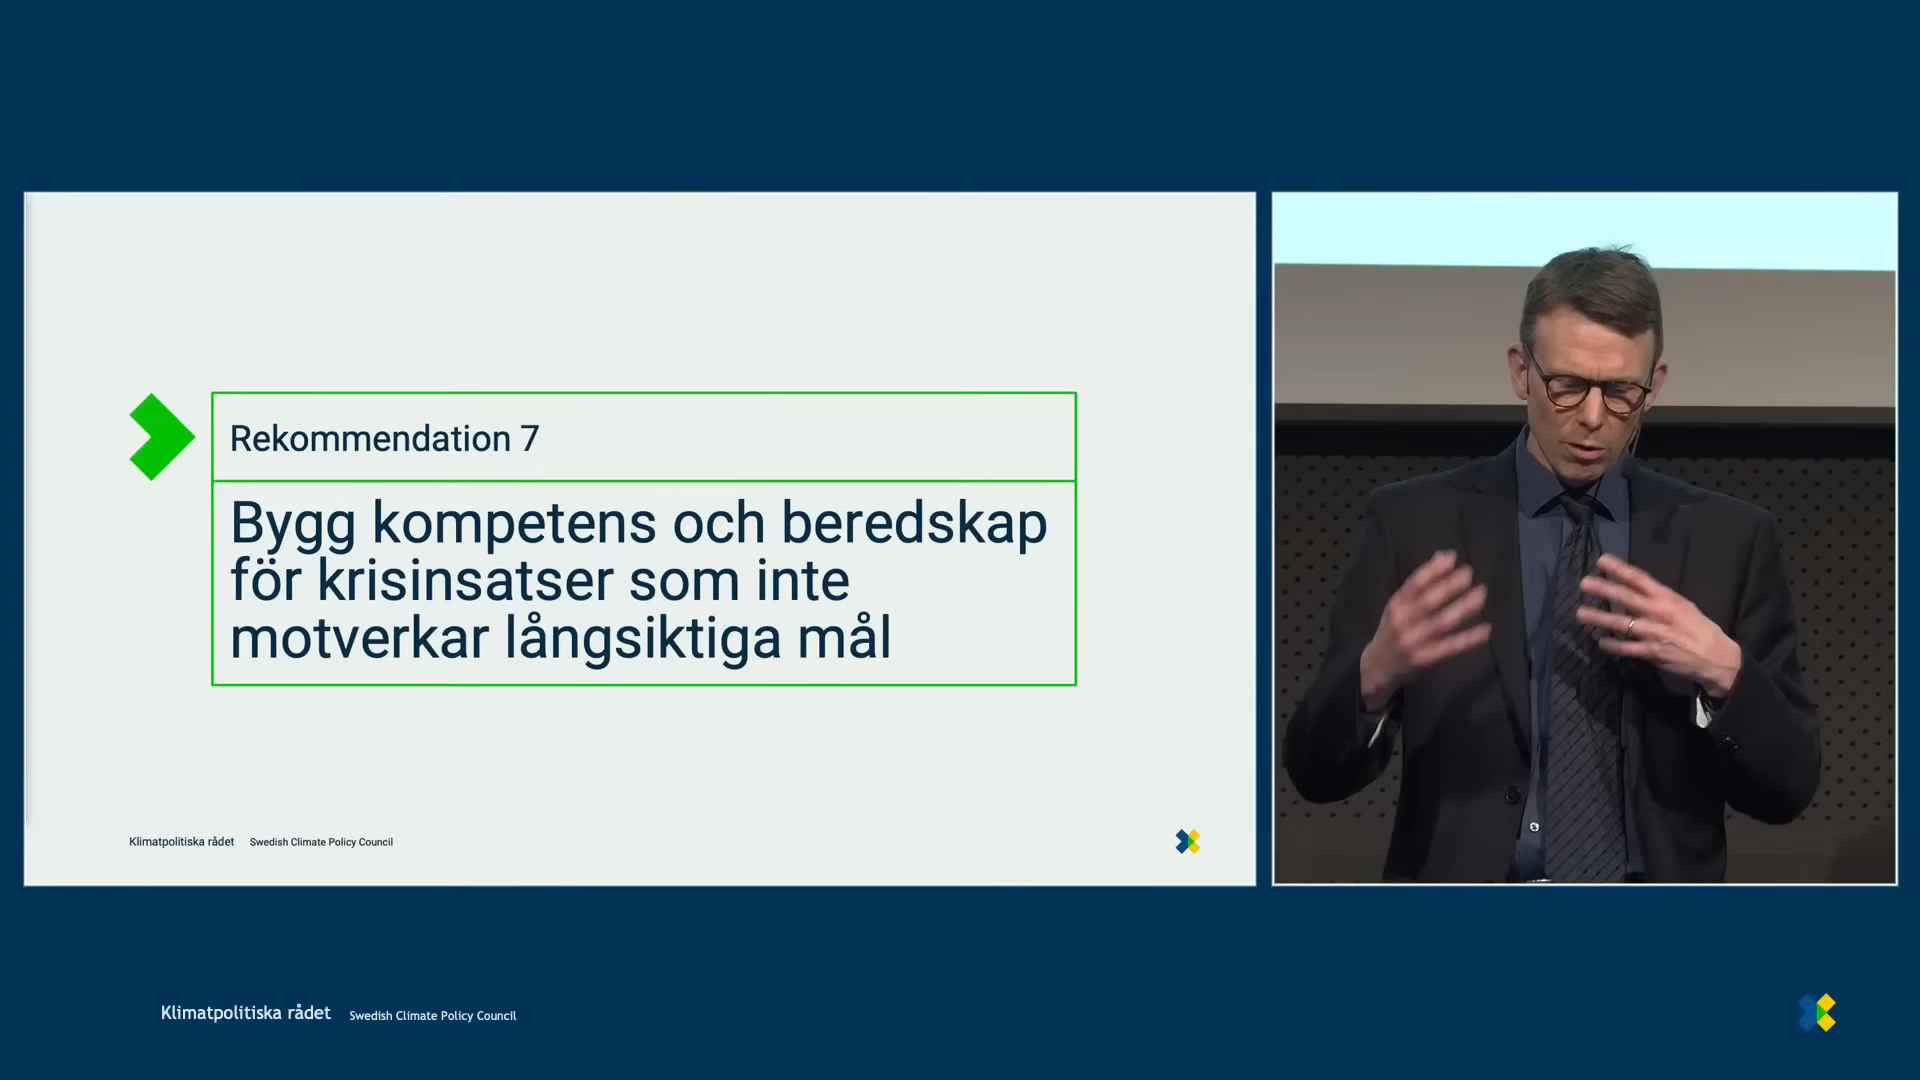 Rekommendation 7
Bygg kompetens och beredskap
för krisinsatser som inte
motverkar långsiktiga mål
Klimatpolitiska rådet Swedish Climate Policy Council
Klimatpolitiska rådet Swedish Climate Policy Council